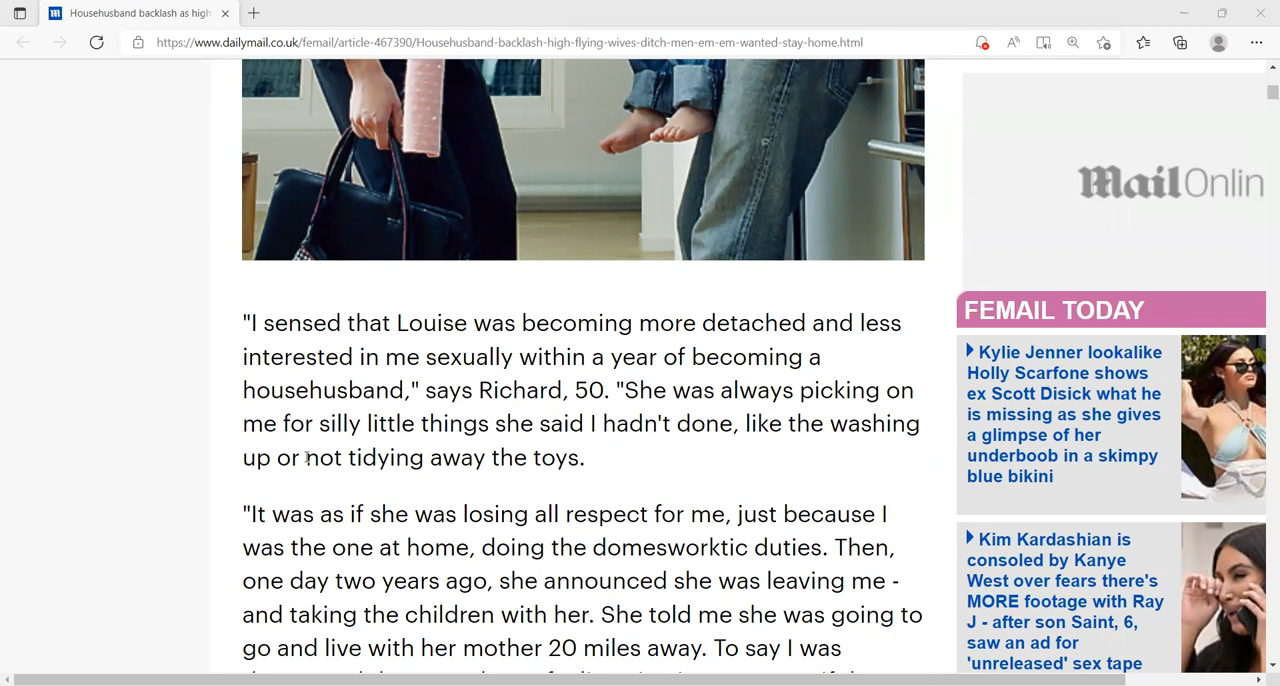 Househusband backlash as high
https://www.dailymail.co.uk/femail/article-467390/Househusband-backlash-high-flying-wives-ditch-men-em-em-wanted-stay-home.html
Mail Onlin
"I sensed that Louise was becoming more detached and less
interested in me sexually within a year of becoming a
househusband," says Richard, 50. "She was always picking on
me for silly little things she said I hadn't done, like the washing
up or not tidying away the toys.
"It was as if she was losing all respect for me, just because I
was the one at home, doing the domesworktic duties. Then,
one day two years ago, she announced she was leaving me -
and taking the children with her. She told me she was going to
go and live with her mother 20 miles away. To say I was
FEMAIL TODAY
Kylie Jenner lookalike
Holly Scarfone shows
ex Scott Disick what he
is missing as she gives
a glimpse of her
underboob in a skimpy
blue bikini
Kim Kardashian is
consoled by Kanye
West over fears there's
MORE footage with Ray
J - after son Saint, 6,
saw an ad for
'unreleased' sex tape